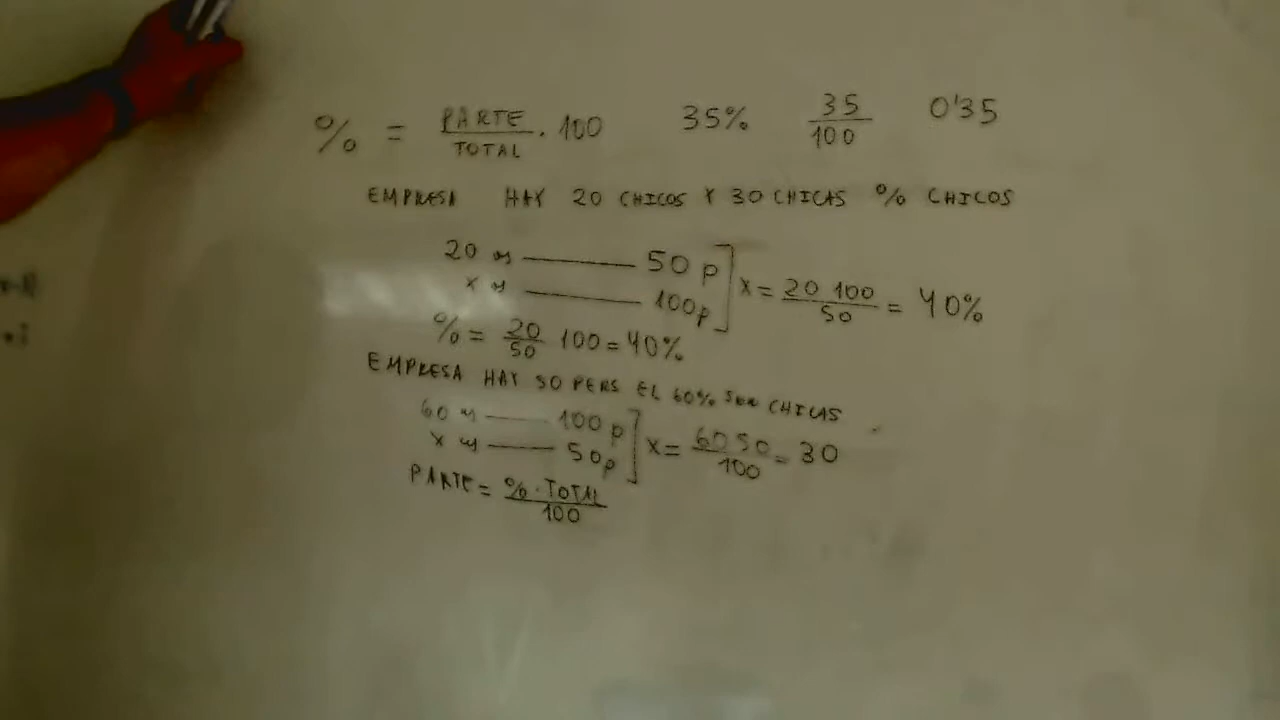 % = PARTE/TOTAL · 100 35% 35/100 0'35
EMPRESA HAY 20 CHICOS Y 30 CHICAS % CHICOS
20 —— 50 p
x —— 100p
x = 20 100/50 = 40%
% = 20/50 100 = 40%
EMPRESA HAY 50 PERS EL 60% SON CHICAS
60 —— 100 p
x —— 50p
x = 60 50/100 = 30
PARTE = % · TOTAL/100